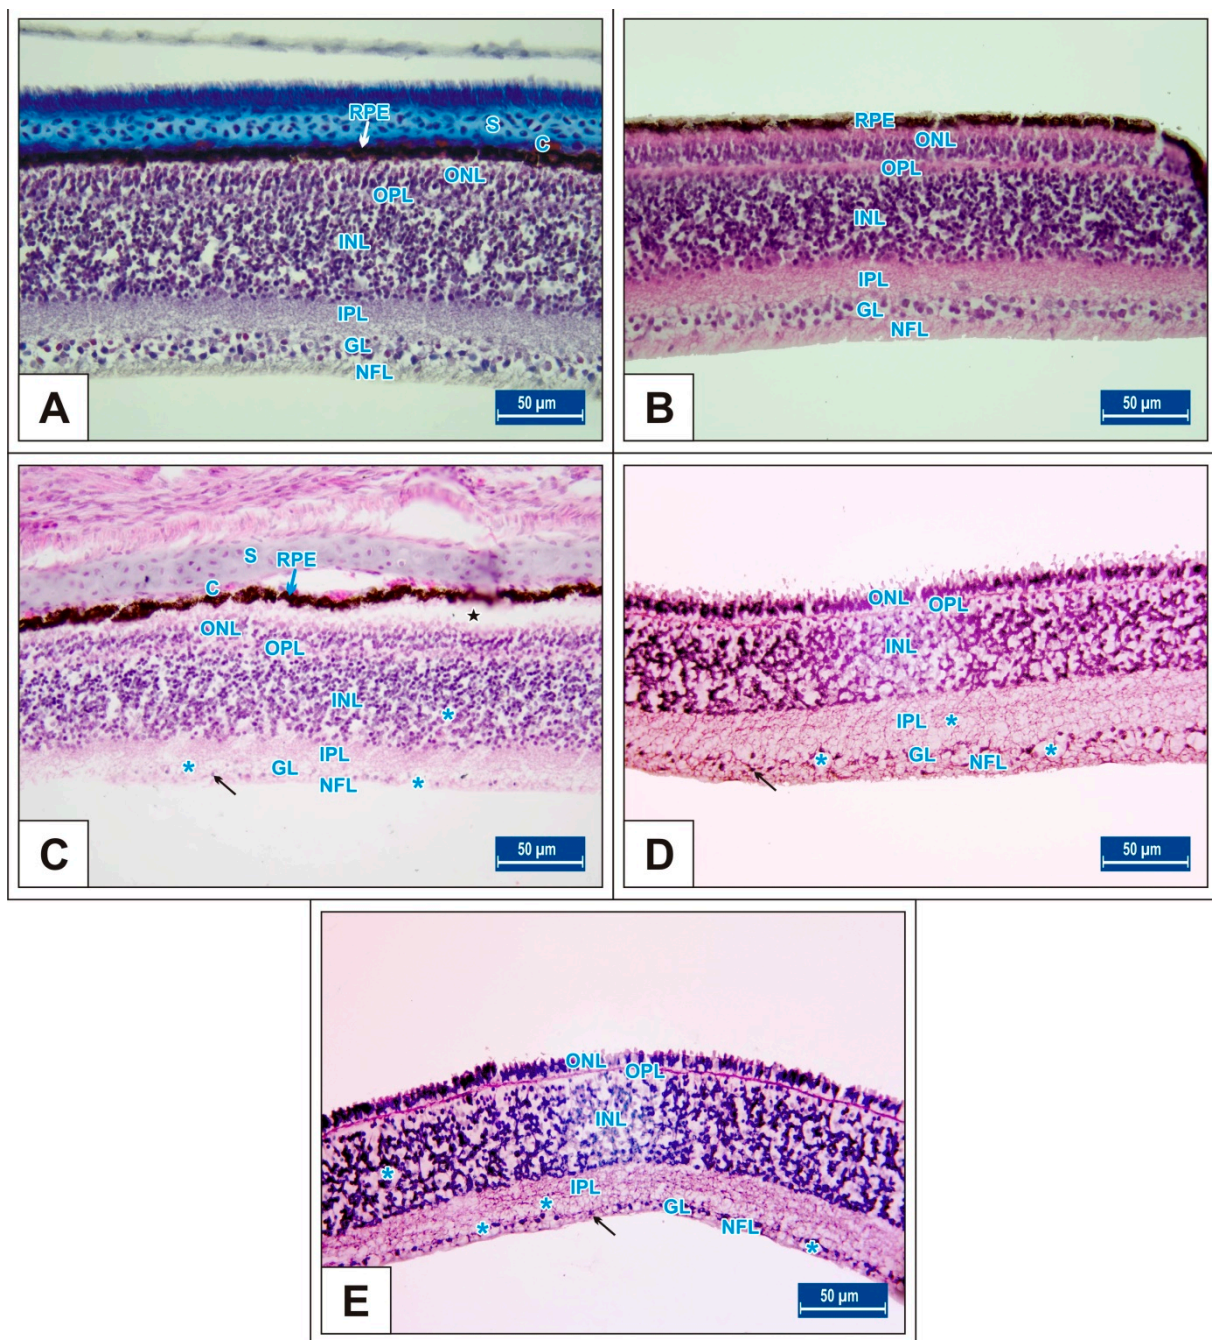 RPE
S
C
ONL
OPL
INL
IPL
GL
NFL
A
50 µm
RPE
ONL
OPL
INL
IPL
GL
NFL
B
50 µm
S
RPE
C
★
ONL
OPL
INL
*
IPL
* GL
NFL *
C
50 µm
ONL OPL
INL
IPL *
* GL *
NFL
D
50 µm
ONL
OPL
INL
*
IPL
* GL
* NFL
*
E
50 µm